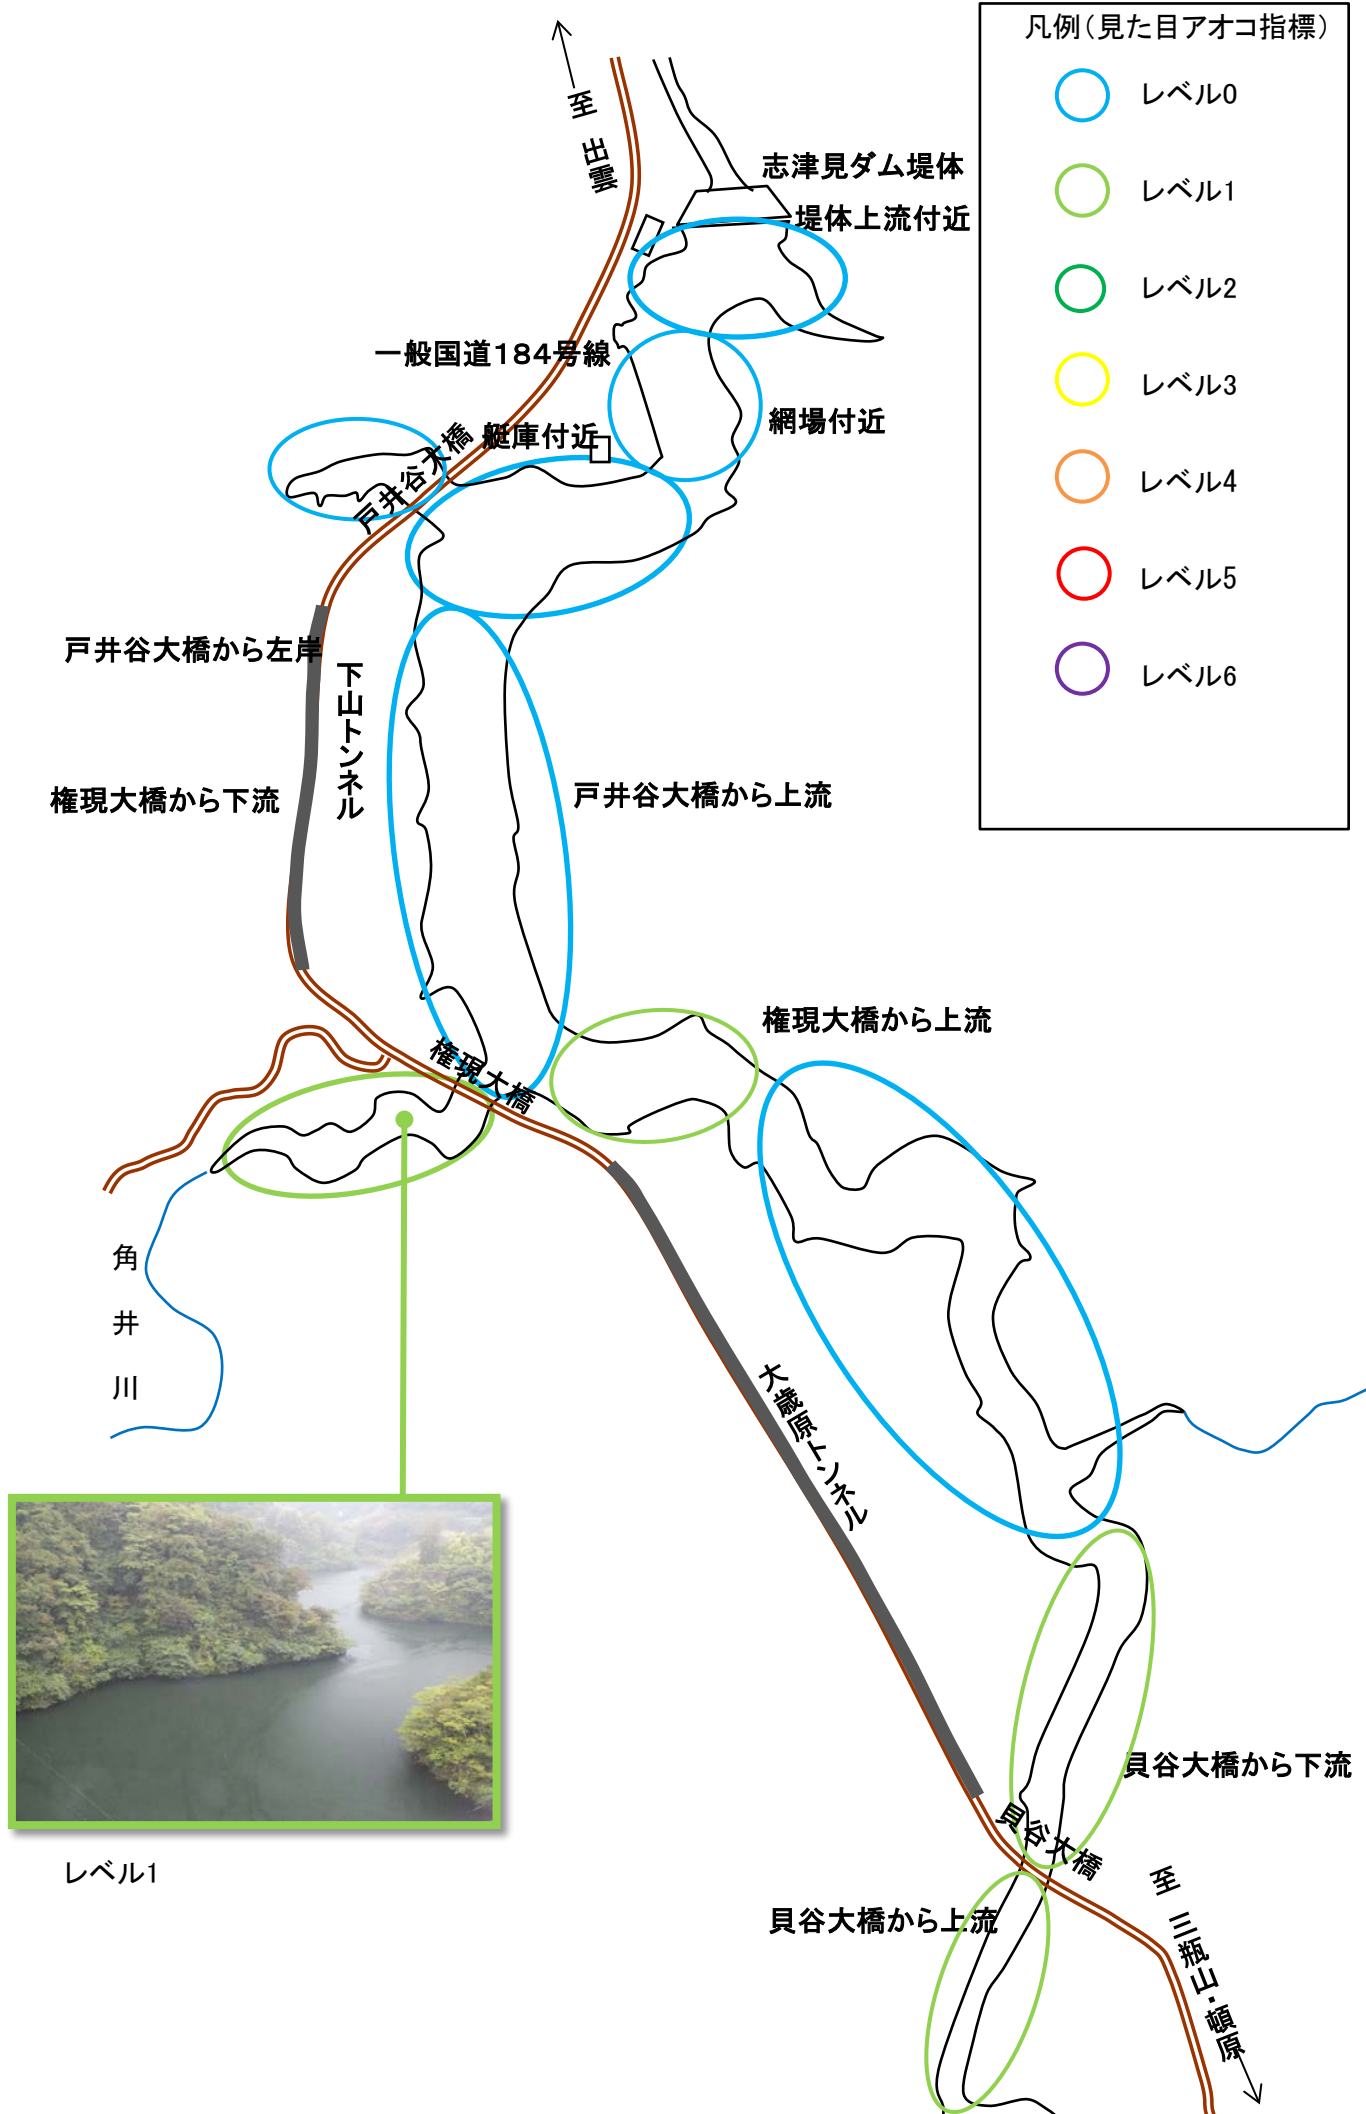 凡例（見た目アオコ指標）
レベル0
レベル1
レベル2
レベル3
レベル4
レベル5
レベル6
至 出雲
志津見ダム堤体
堤体上流付近
一般国道184号線
網場付近
艇庫付近
戸井谷大橋
戸井谷大橋から左岸
下山トンネル
権現大橋から下流
戸井谷大橋から上流
権現大橋から上流
権現大橋
角井川
大歳原トンネル
貝谷大橋から下流
貝谷大橋
レベル1
至 三瓶山・頓原
貝谷大橋から上流